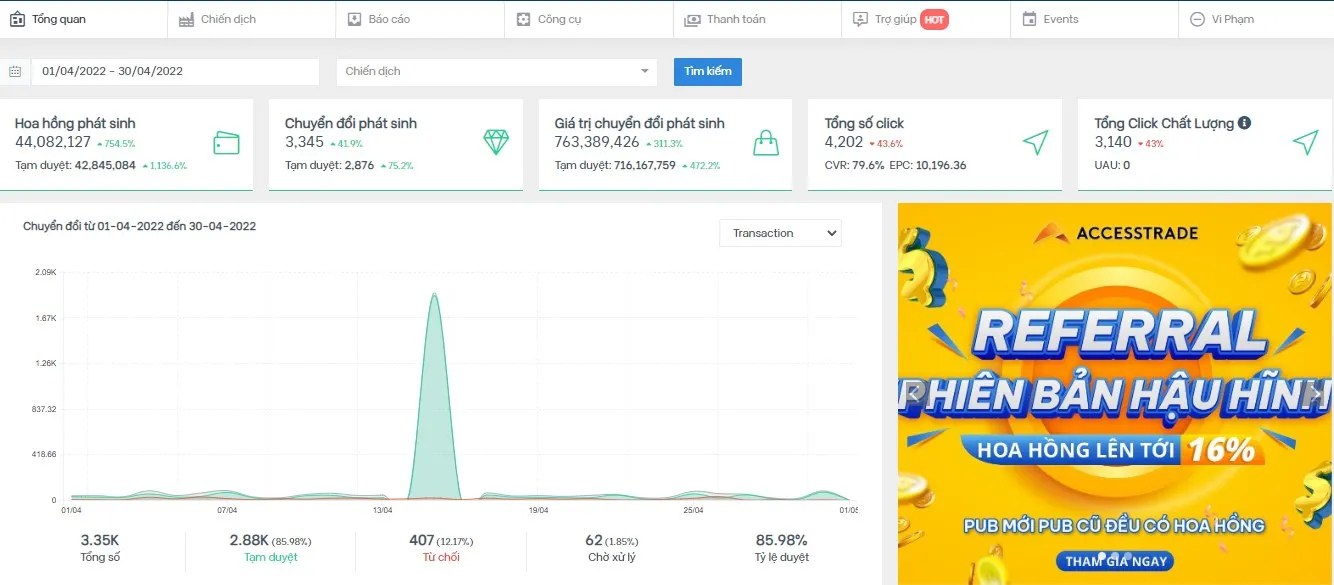 Tổng quan
Chiến dịch
Báo cáo
Công cụ
Thanh toán
Trợ giúp HOT
Events
Vi Phạm
01/04/2022 - 30/04/2022
Chiến dịch
Tìm kiếm
Hoa hồng phát sinh
44,082,127 754.5%
Tạm duyệt: 42,845,084 1,136.6%
Chuyển đổi phát sinh
3,345 41.9%
Tạm duyệt: 2,876 75.2%
Giá trị chuyển đổi phát sinh
763,389,426 311.3%
Tạm duyệt: 716,167,759 472.2%
Tổng số click
4,202 43.6%
CVR: 79.6% EPC: 10,196.36
Tổng Click Chất Lượng
3,140 43%
UAU: 0
Chuyển đổi từ 01-04-2022 đến 30-04-2022
Transaction
2.09K
1.67K
1.26K
837.32
418.66
0
01/04
07/04
13/04
19/04
25/04
01/05
3.35K
Tổng số
2.88K (85.98%)
Tạm duyệt
407 (12.17%)
Từ chối
62 (1.85%)
Chờ xử lý
85.98%
Tỷ lệ duyệt
ACCESSTRADE
REFERRAL
PHIÊN BẢN HẬU HĨNH
HOA HỒNG LÊN TỚI 16%
PUB MỚI PUB CŨ ĐỀU CÓ HOA HỒNG
THAM GIA NGAY